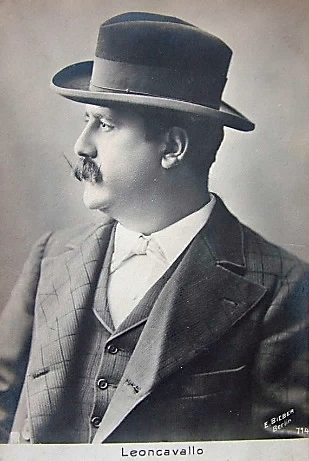 E. BIEBER
Berlin
714
Leoncavallo